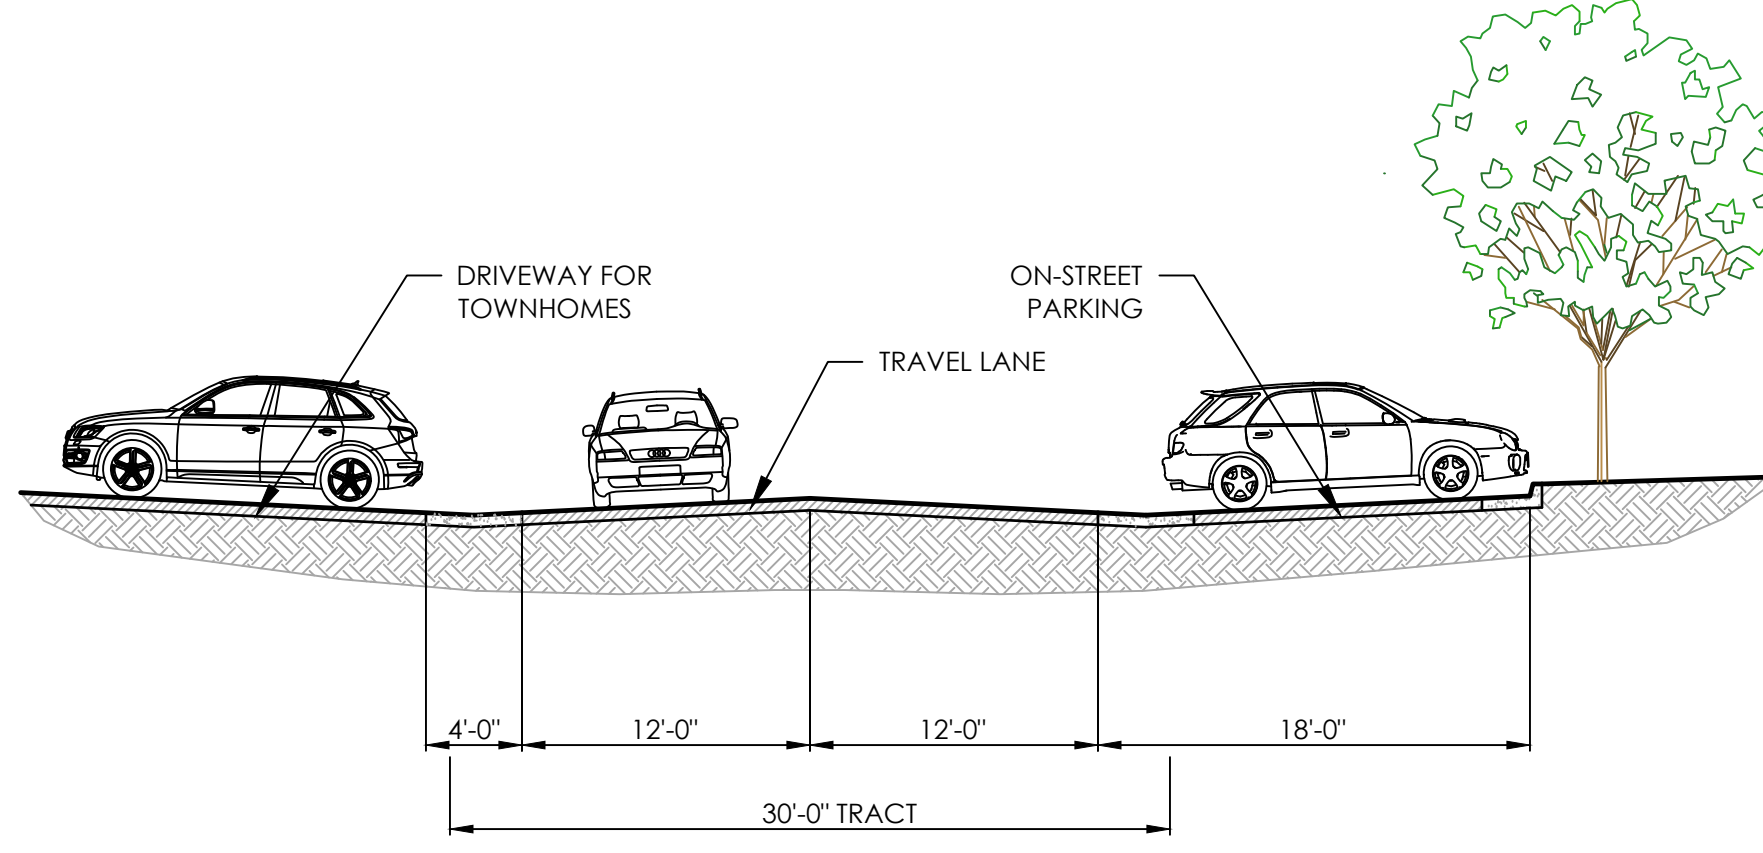 DRIVEWAY FOR
TOWNHOMES
ON-STREET
PARKING
TRAVEL LANE
4'-0"
12'-0"
12'-0"
18'-0"
30'-0" TRACT